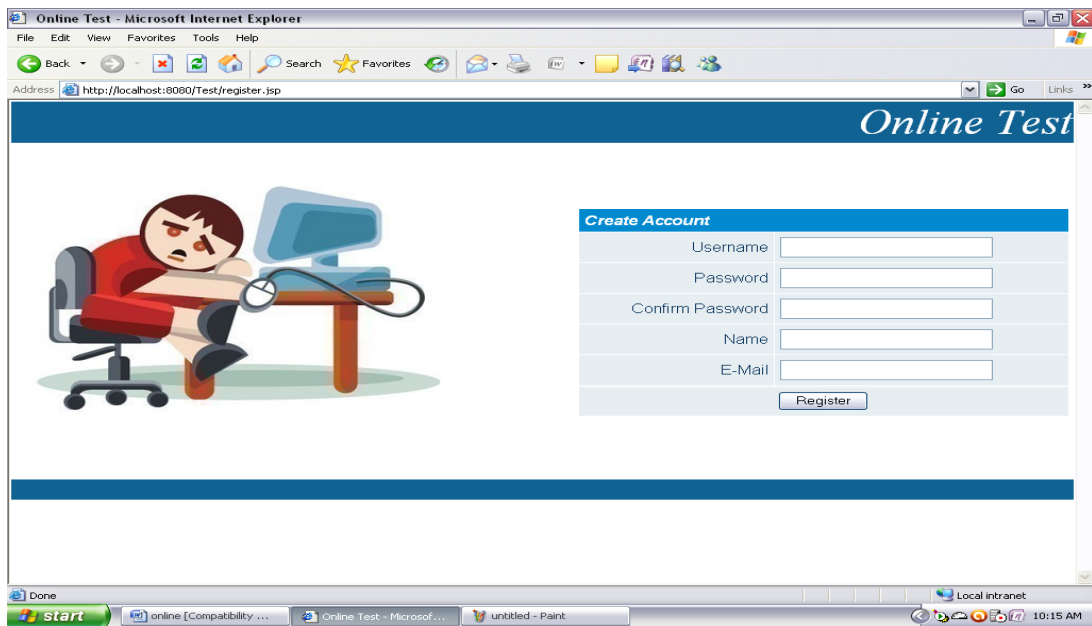 Online Test - Microsoft Internet Explorer
File Edit View Favorites Tools Help
Back Search Favorites
Address http://localhost:8080/Test/register.jsp Go Links »
Online Test
Create Account
Username
Password
Confirm Password
Name
E-Mail
Register
Done Local intranet
start online [Compatibility ... Online Test - Microsof... untitled - Paint 10:15 AM